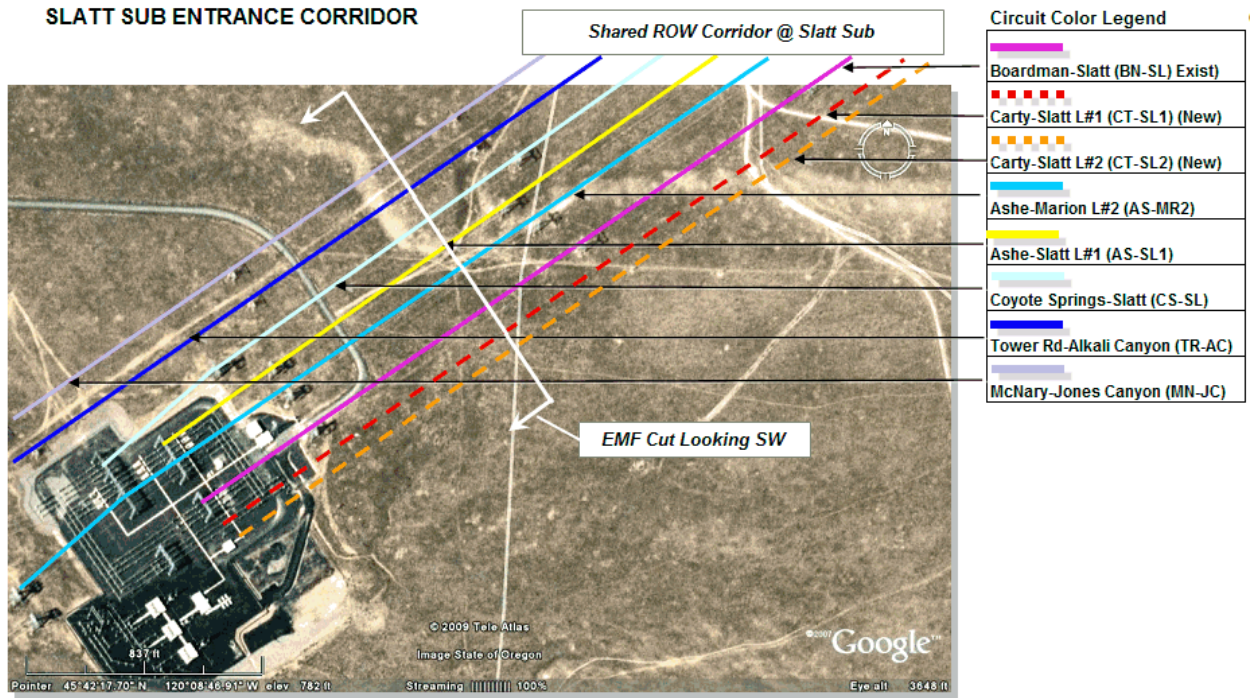 SLATT SUB ENTRANCE CORRIDOR
Shared ROW Corridor @ Slatt Sub
Circuit Color Legend
Boardman-Slatt (BN-SL) Exist)
Carty-Slatt L#1 (CT-SL1) (New)
Carty-Slatt L#2 (CT-SL2) (New)
Ashe-Marion L#2 (AS-MR2)
Ashe-Slatt L#1 (AS-SL1)
Coyote Springs-Slatt (CS-SL)
Tower Rd-Alkali Canyon (TR-AC)
McNary-Jones Canyon (MN-JC)
N
EMF Cut Looking SW
© 2009 Tele Atlas
Image State of Oregon
©2007 Google™
837 ft
Pointer 45°42'17.70" N 120°08'46.91" W elev 782 ft Streaming |||||||||| 100% Eye alt 3648 ft